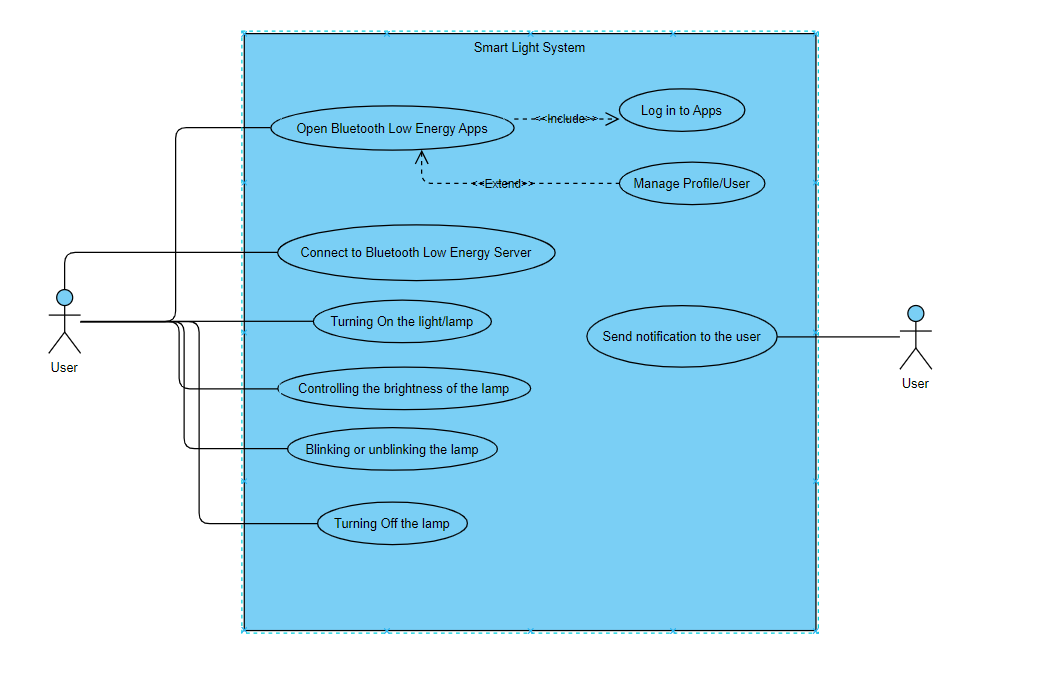 Smart Light System
Open Bluetooth Low Energy Apps
<<Include>>
Log in to Apps
<<Extend>>
Manage Profile/User
Connect to Bluetooth Low Energy Server
Turning On the light/lamp
Send notification to the user
User
User
Controlling the brightness of the lamp
Blinking or unblinking the lamp
Turning Off the lamp